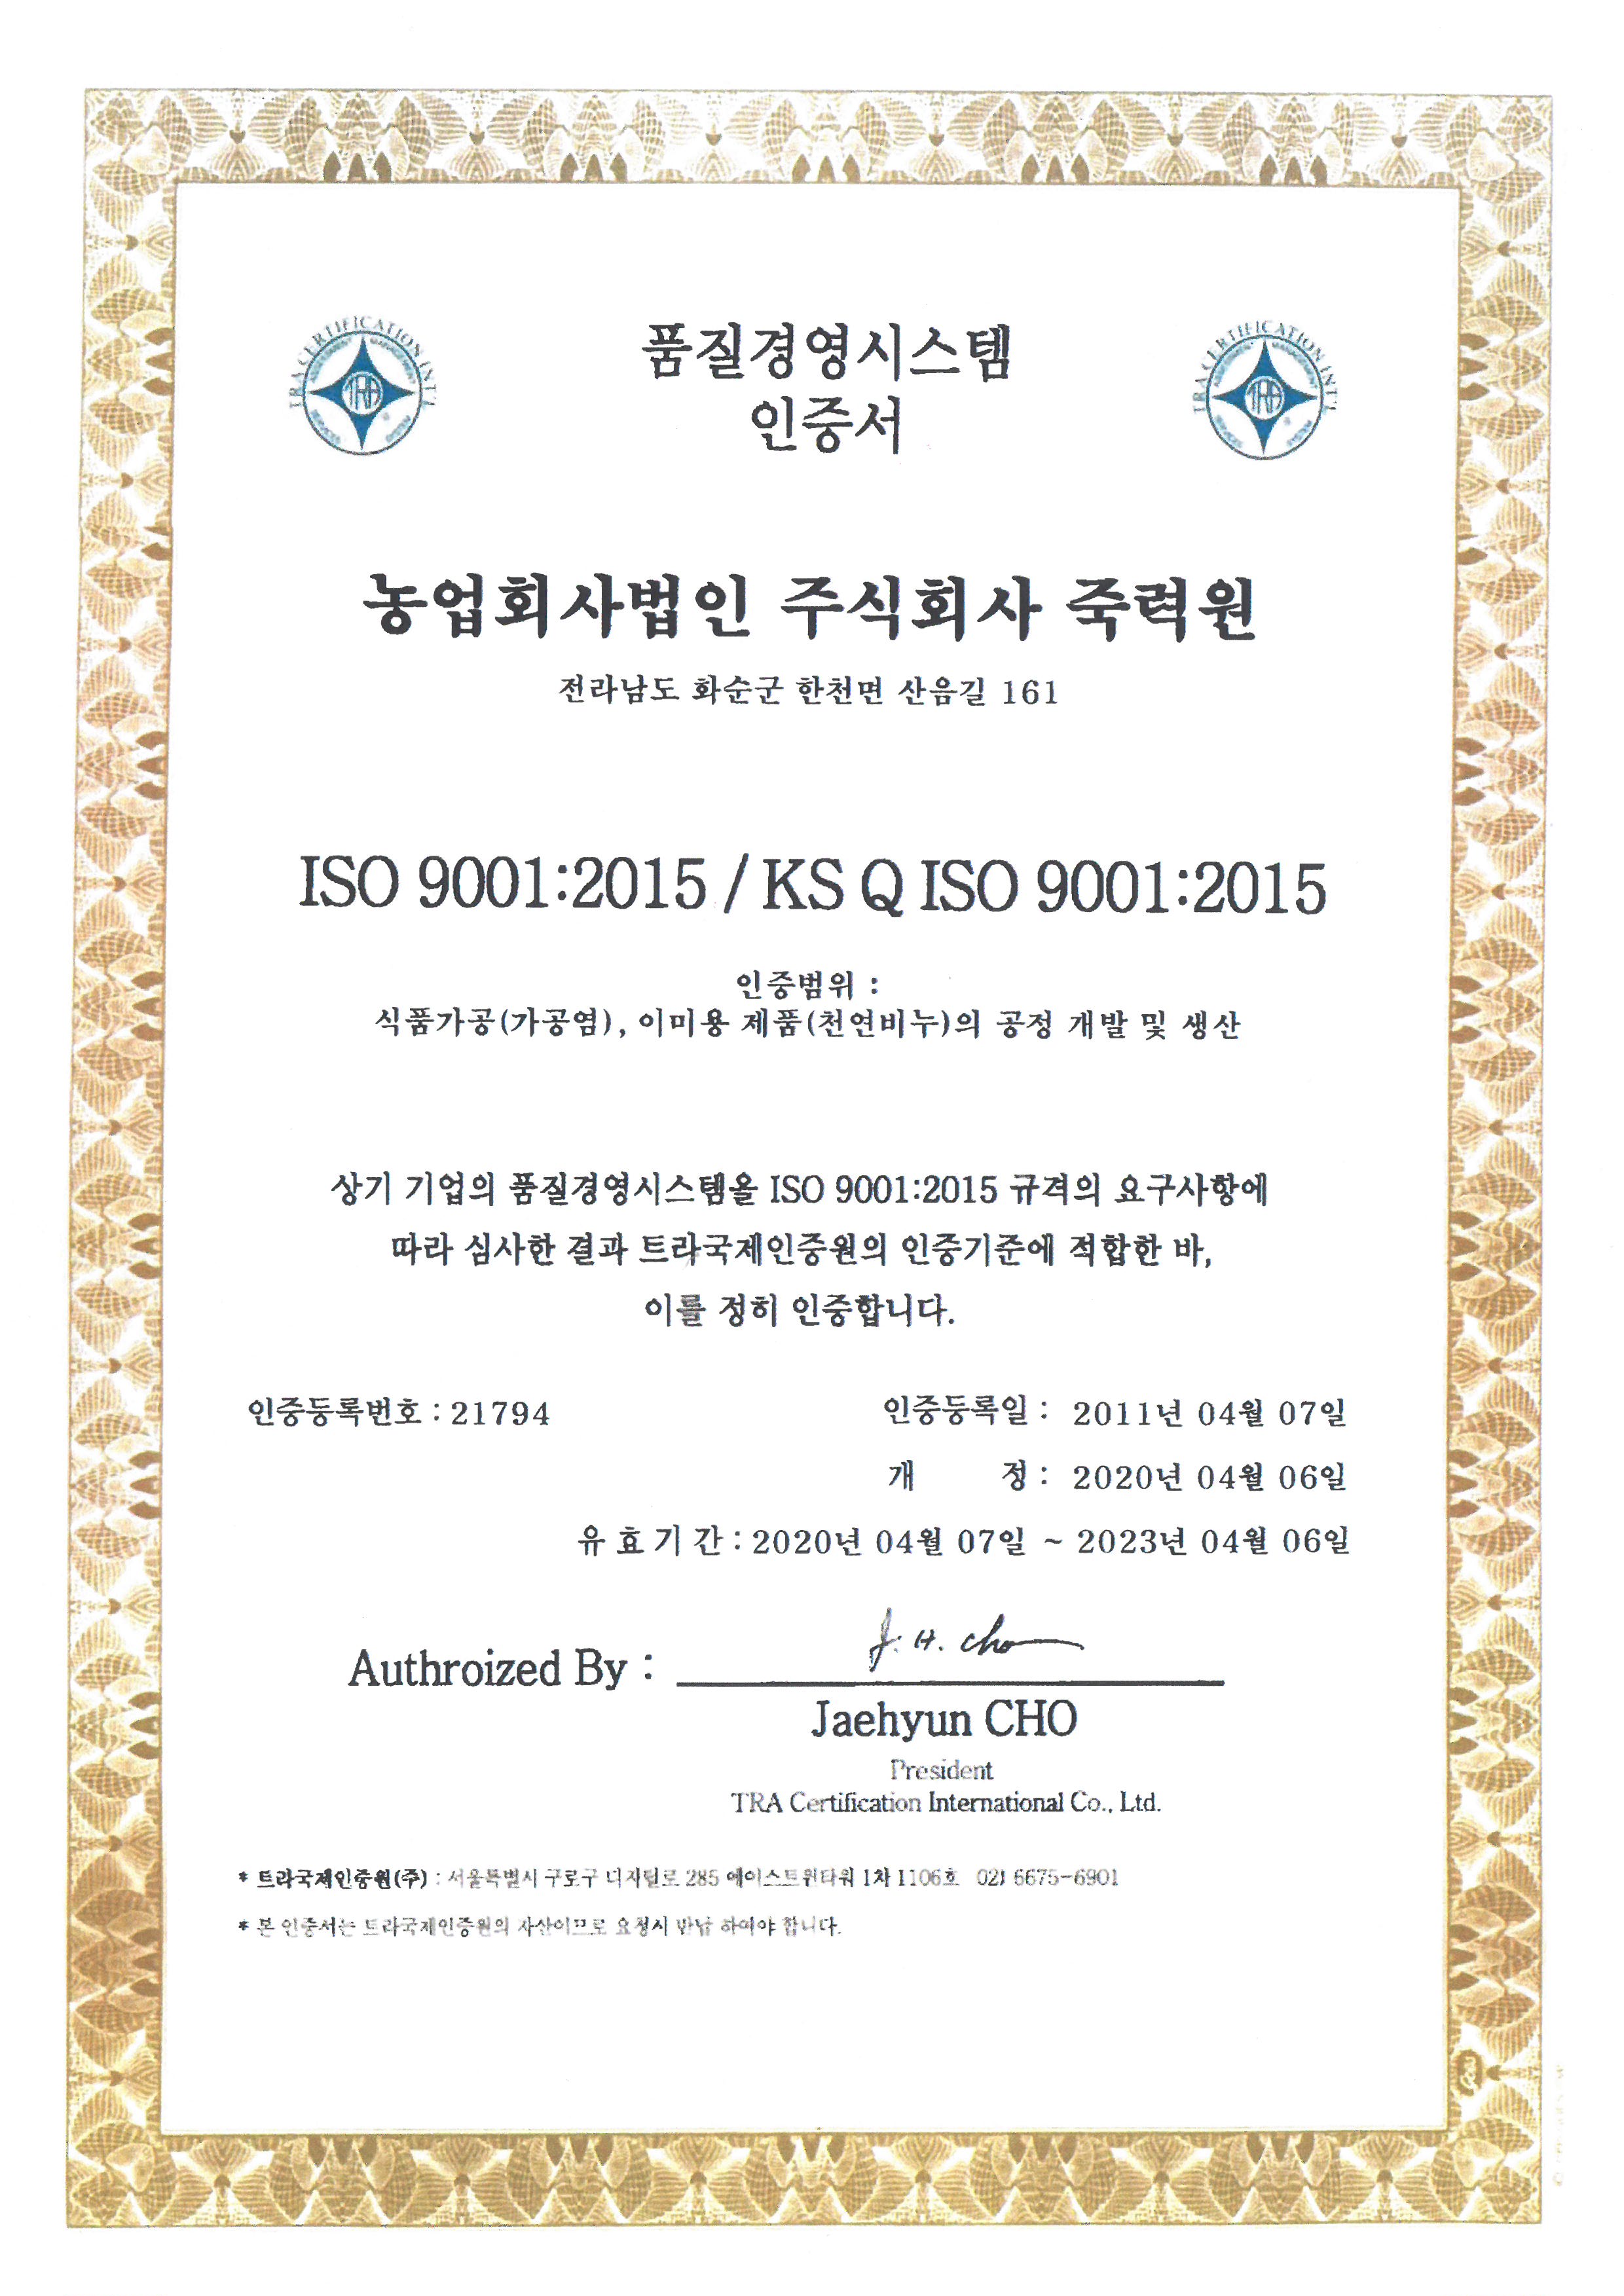 품질경영시스템
인증서
TRA CERTIFICATION INT'L
ASSESSMENT MANAGEMENT
SERVICES SYSTEM
TRA
TRA CERTIFICATION INT'L
ASSESSMENT MANAGEMENT
SERVICES SYSTEM
TRA
농업회사법인 주식회사 죽력원
전라남도 화순군 한천면 산음길 161
ISO 9001:2015 / KS Q ISO 9001:2015
인증범위 :
식품가공(가공염), 이미용 제품(천연비누)의 공정 개발 및 생산
상기 기업의 품질경영시스템을 ISO 9001:2015 규격의 요구사항에
따라 심사한 결과 트라국제인증원의 인증기준에 적합한 바,
이를 정히 인증합니다.
인증등록번호 : 21794 인증등록일 : 2011년 04월 07일
개 정 : 2020년 04월 06일
유 효 기 간 : 2020년 04월 07일 ~ 2023년 04월 06일
J. H. Cho
Authroized By :
Jaehyun CHO
President
TRA Certification International Co., Ltd.
* 트라국제인증원(주) : 서울특별시 구로구 디지털로 285 에이스트윈타워 1차 1106호 02) 6675-6901
* 본 인증서는 트라국제인증원의 자산이므로 요청시 반납 하여야 합니다.